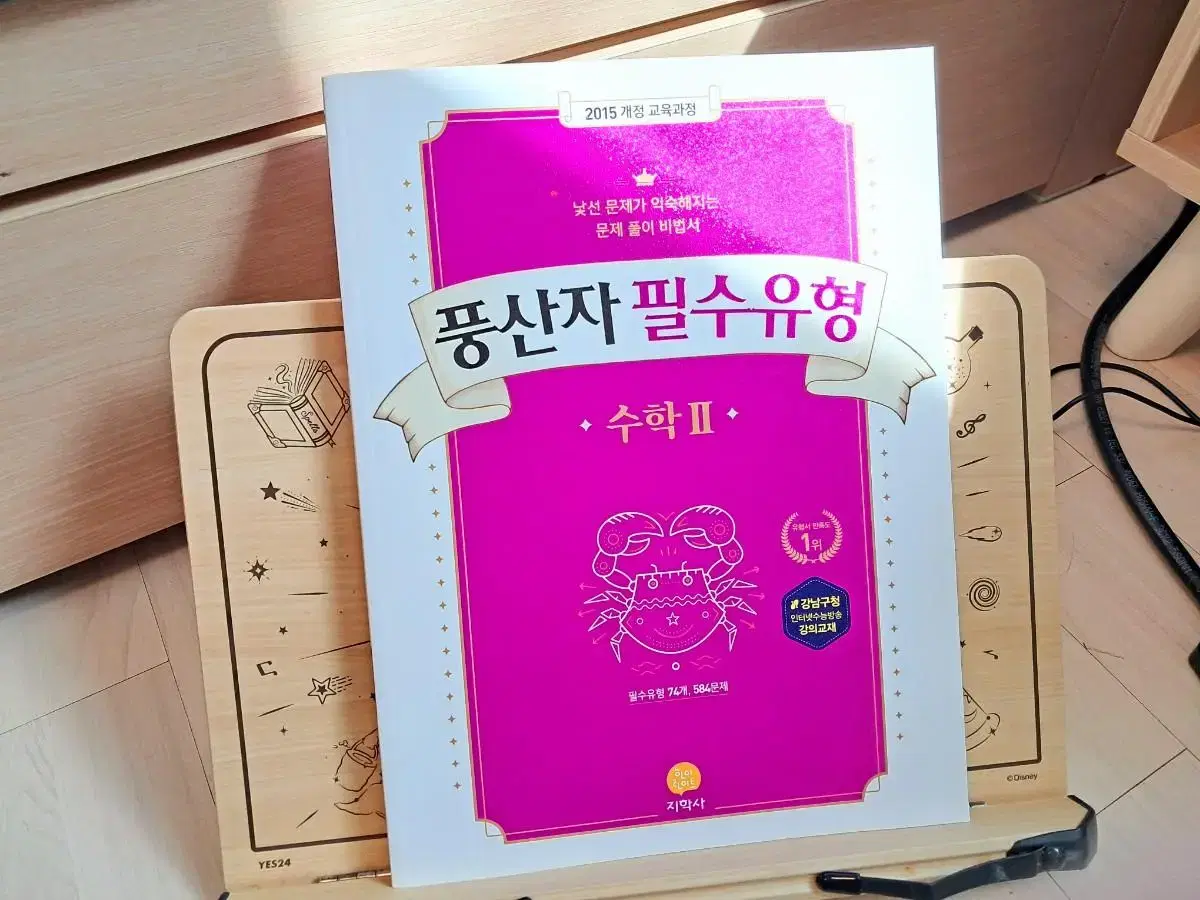 2015 개정 교육과정
낯선 문제가 익숙해지는
문제 풀이 비법서
풍산자 필수유형
수학 II
유형서 만족도
1위
강남구청
인터넷수능방송
강의교재
필수유형 74개, 584문제
지학사
Spells
YES24
©Disney